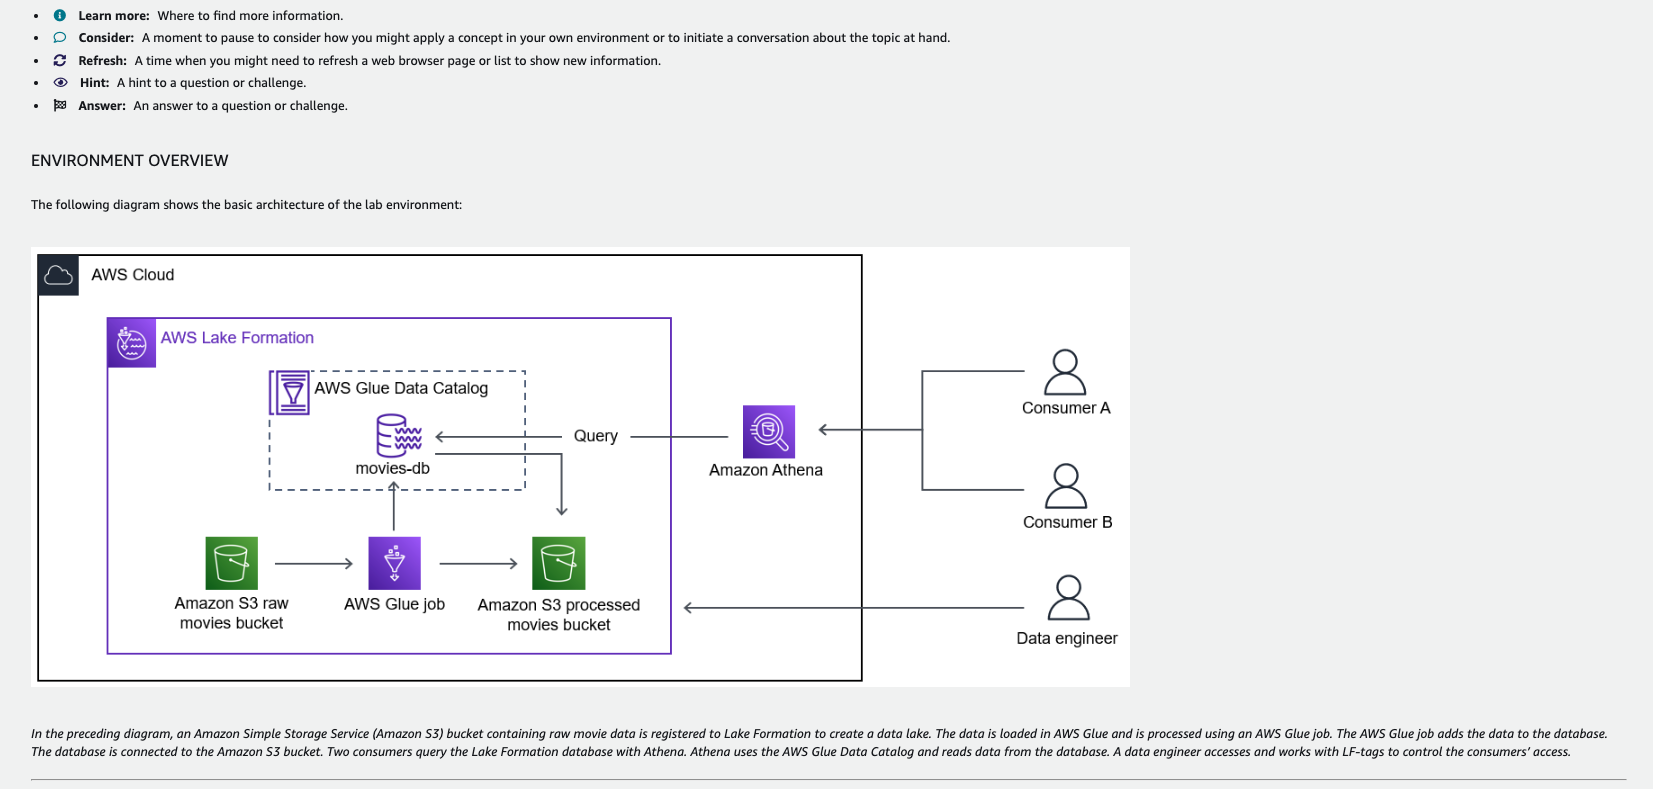 Learn more: Where to find more information.
Consider: A moment to pause to consider how you might apply a concept in your own environment or to initiate a conversation about the topic at hand.
Refresh: A time when you might need to refresh a web browser page or list to show new information.
Hint: A hint to a question or challenge.
Answer: An answer to a question or challenge.
ENVIRONMENT OVERVIEW
The following diagram shows the basic architecture of the lab environment:
AWS Cloud
AWS Lake Formation
AWS Glue Data Catalog
movies-db
Query
Amazon Athena
Consumer A
Consumer B
Amazon S3 raw
movies bucket
AWS Glue job
Amazon S3 processed
movies bucket
Data engineer
In the preceding diagram, an Amazon Simple Storage Service (Amazon S3) bucket containing raw movie data is registered to Lake Formation to create a data lake. The data is loaded in AWS Glue and is processed using an AWS Glue job. The AWS Glue job adds the data to the database.
The database is connected to the Amazon S3 bucket. Two consumers query the Lake Formation database with Athena. Athena uses the AWS Glue Data Catalog and reads data from the database. A data engineer accesses and works with LF-tags to control the consumers’ access.